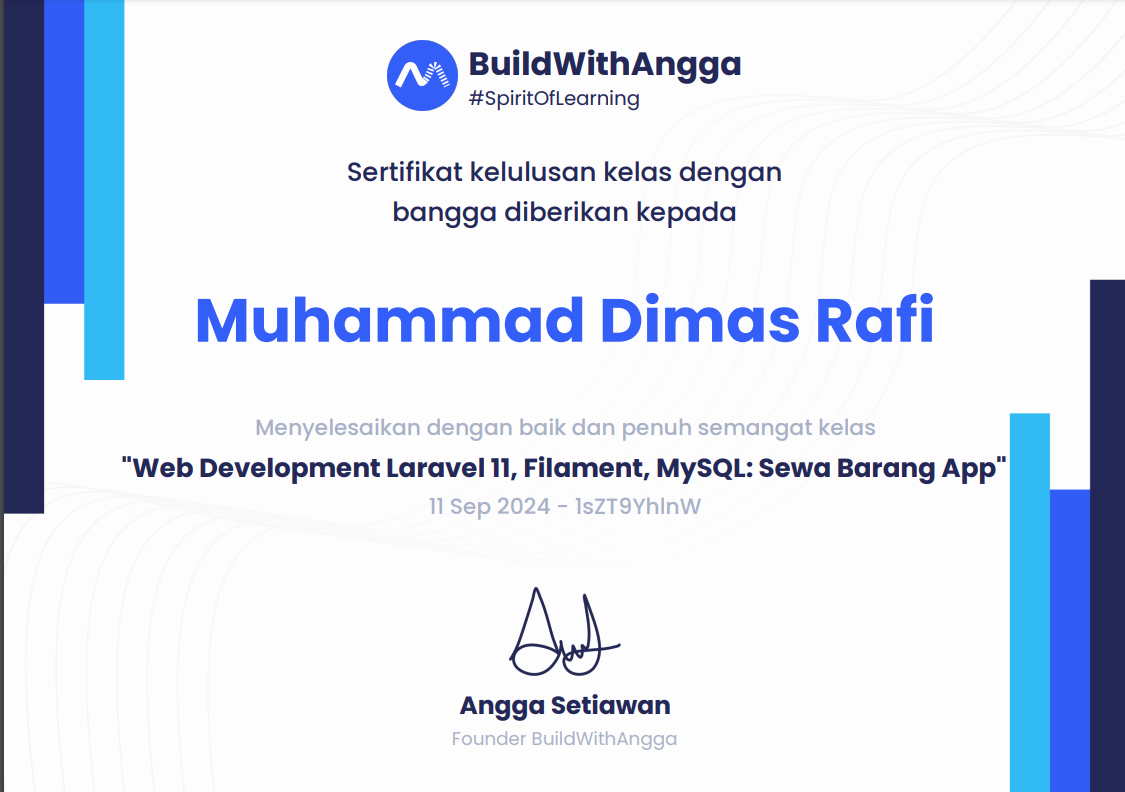 BuildWithAngga
#SpiritOfLearning
Sertifikat kelulusan kelas dengan
bangga diberikan kepada
Muhammad Dimas Rafi
Menyelesaikan dengan baik dan penuh semangat kelas
"Web Development Laravel 11, Filament, MySQL: Sewa Barang App"
11 Sep 2024 - 1sZT9YhlnW
Angga Setiawan
Founder BuildWithAngga